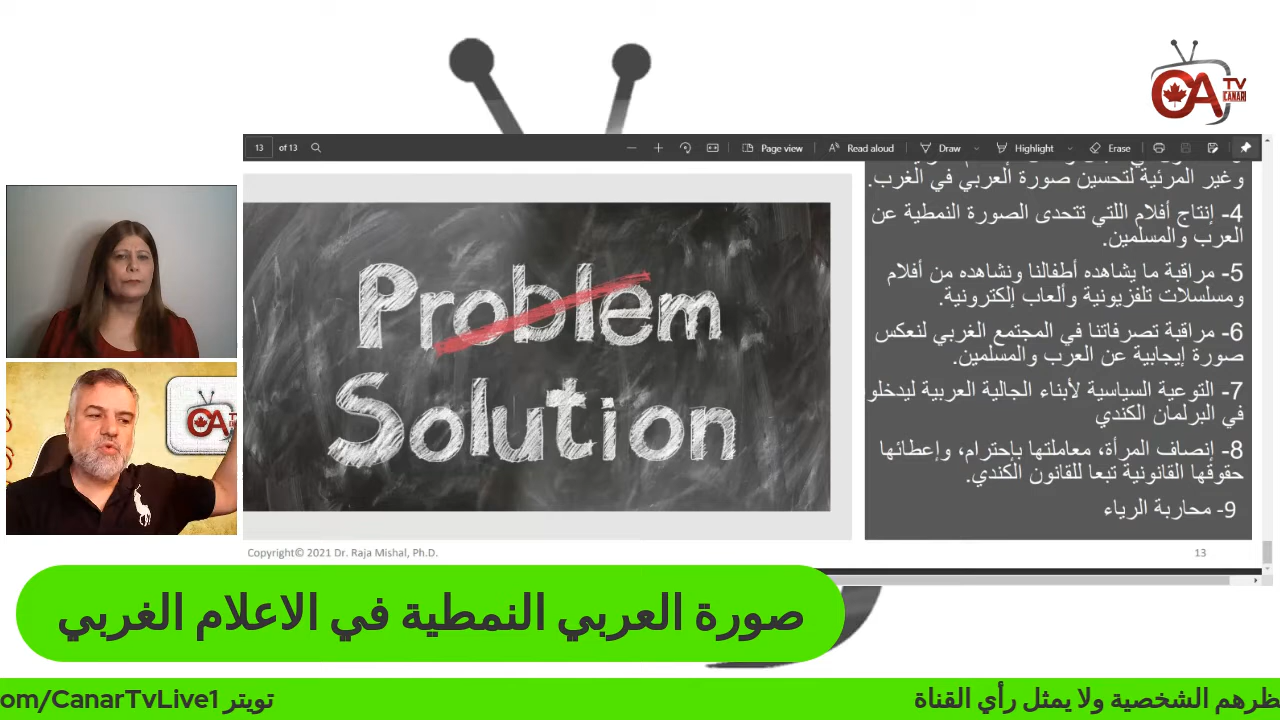 CA TV
CANAR
13 of 13
Page view
Read aloud
Draw
Highlight
Erase
وغير المرئية لتحسين صورة العربي في الغرب.
4- إنتاج أفلام اللتي تتحدى الصورة النمطية عن
العرب والمسلمين.
5- مراقبة ما يشاهده أطفالنا ونشاهده من أفلام
ومسلسلات تلفزيونية وألعاب إلكترونية.
6- مراقبة تصرفاتنا في المجتمع الغربي لنعكس
صورة إيجابية عن العرب والمسلمين.
7- التوعية السياسية لأبناء الجالية العربية ليدخلو
في البرلمان الكندي
8- إنصاف المرأة، معاملتها بإحترام، وإعطائها
حقوقها القانونية تبعا للقانون الكندي.
9- محاربة الرياء
Problem
Solution
Copyright© 2021 Dr. Raja Mishal, Ph.D.
13
CA TV
صورة العربي النمطية في الاعلام الغربي
ظرهم الشخصية ولا يمثل رأي القناة
تويتر om/CanarTvLive1